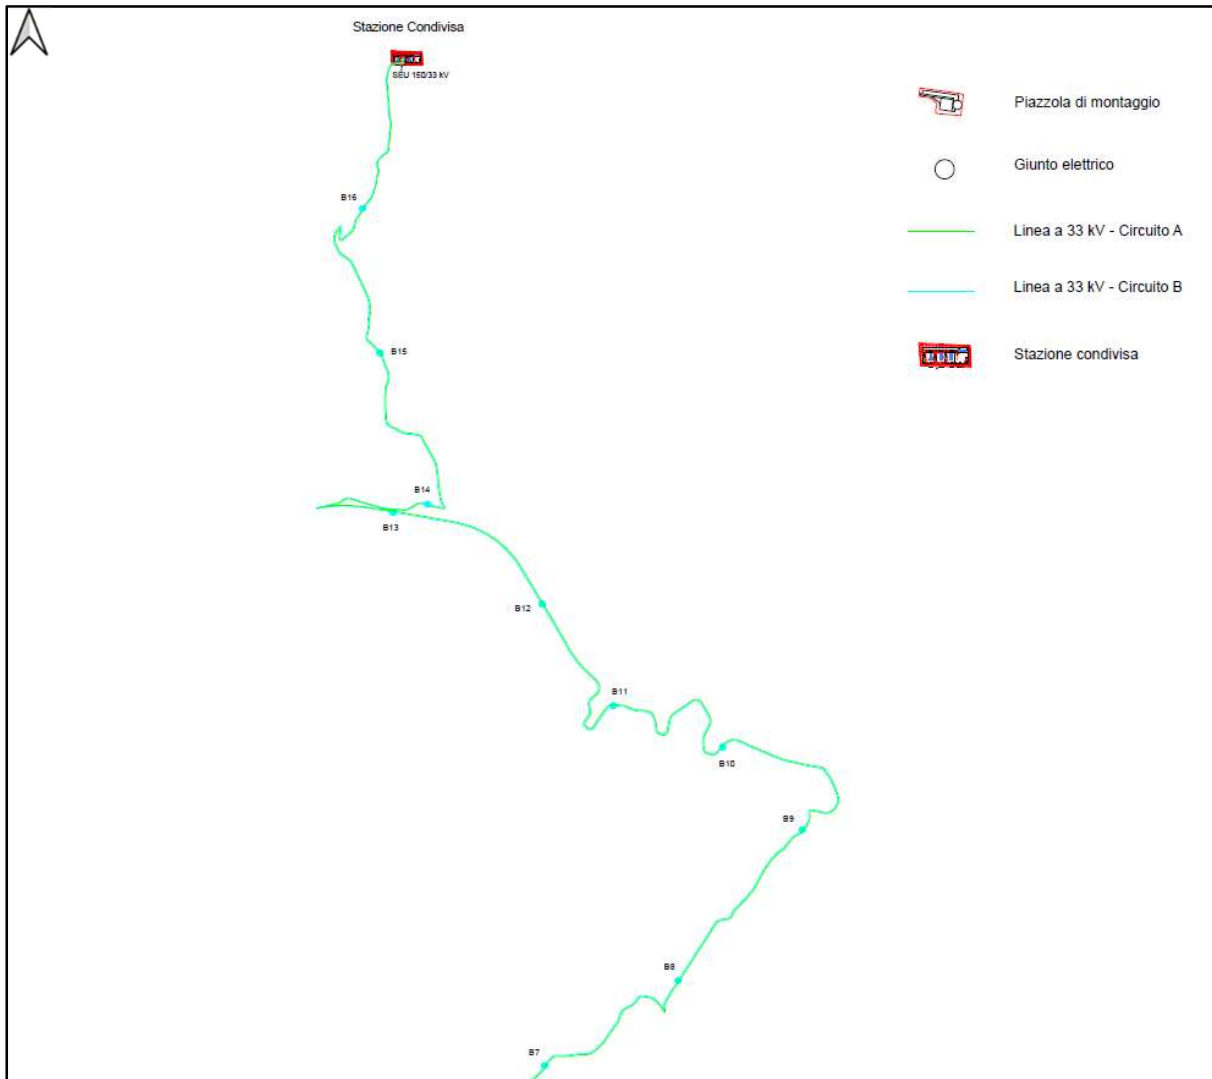 Stazione Condivisa
SEU 150/33 kV
Piazzola di montaggio
Giunto elettrico
B16
Linea a 33 kV - Circuito A
Linea a 33 kV - Circuito B
B15
Stazione condivisa
B14
B13
B12
B11
B10
B9
B8
B7